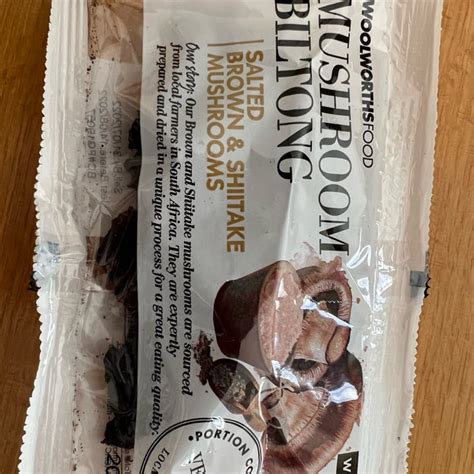 WOOLWORTHSFOOD
MUSHROOM
BILTONG
SALTED
BROWN & SHIITAKE
MUSHROOMS
Our story: Our Brown and Shiitake mushrooms are sourced
from local farmers in South Africa. They are expertly
prepared and dried in a unique process for a great eating quality.
PORTION CO
W